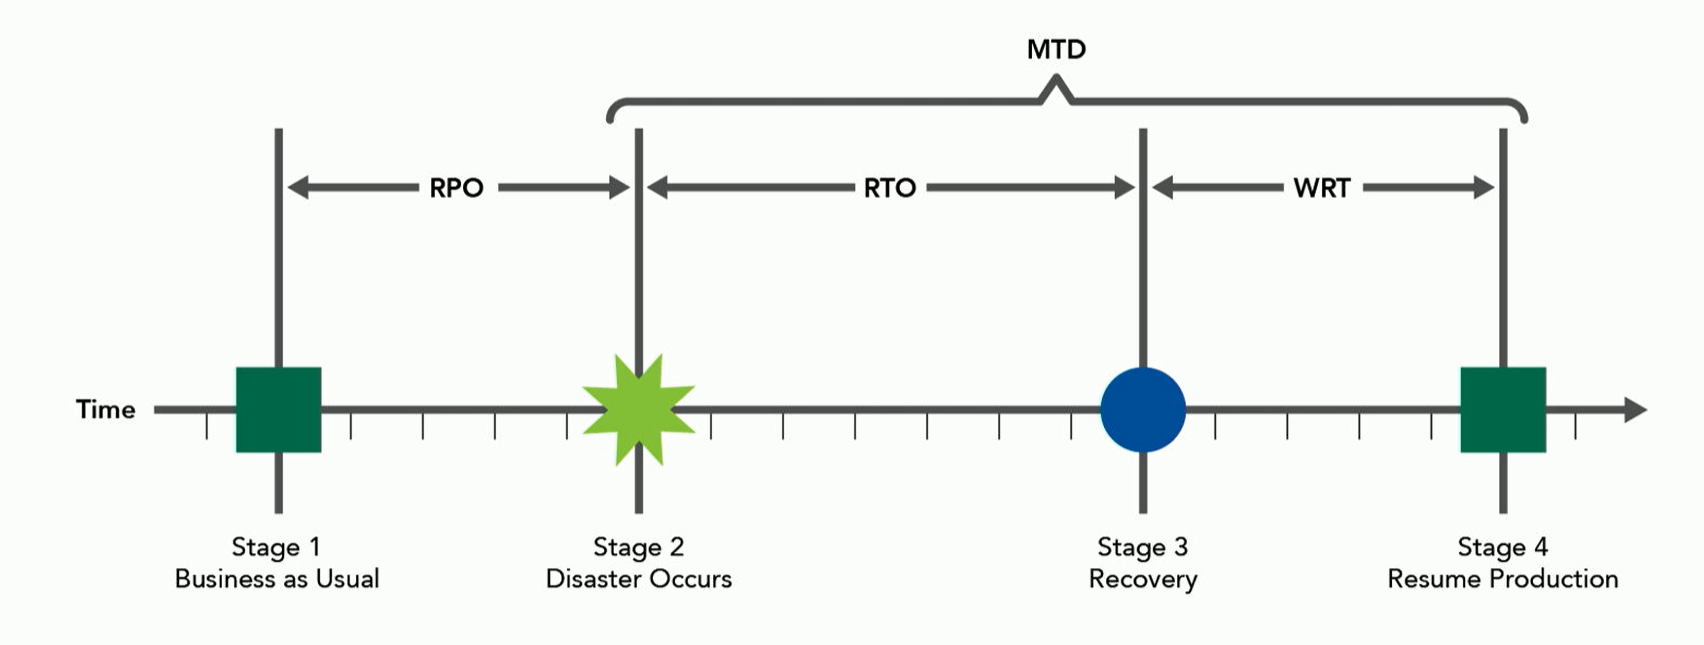 MTD
RPO
RTO
WRT
Time
Stage 1
Business as Usual
Stage 2
Disaster Occurs
Stage 3
Recovery
Stage 4
Resume Production